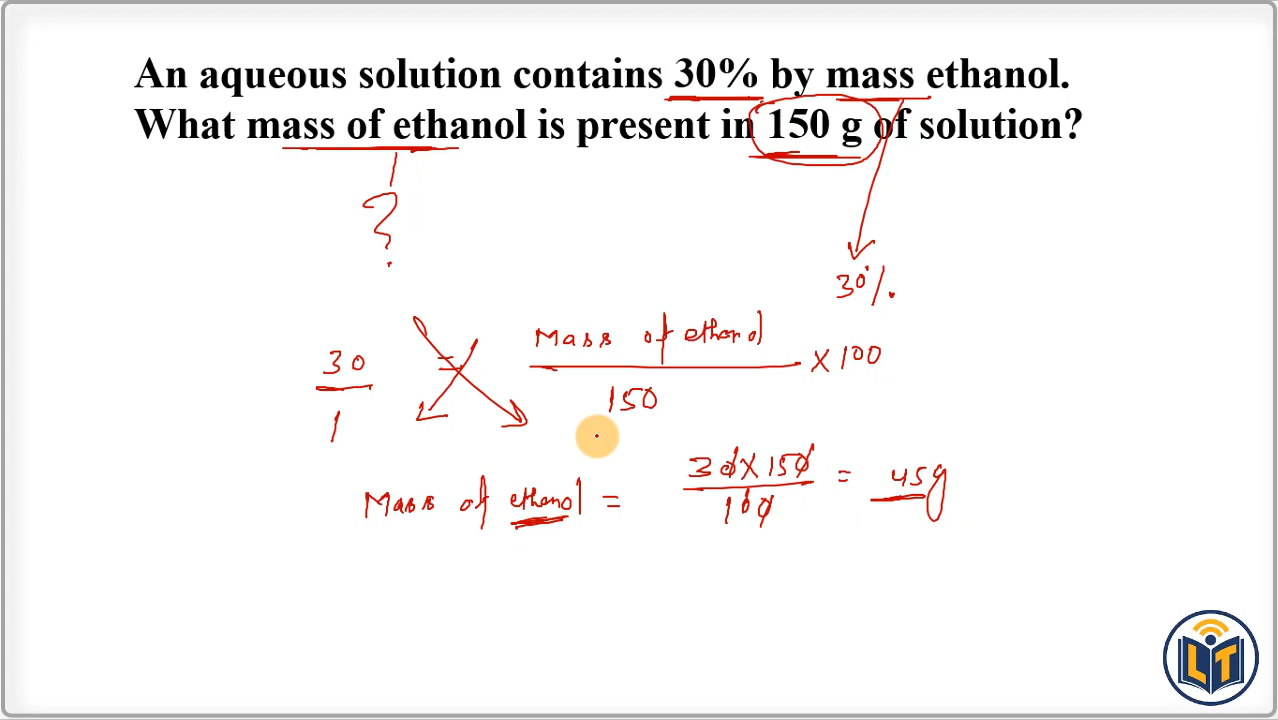 An aqueous solution contains 30% by mass ethanol.
What mass of ethanol is present in 150 g of solution?
?
30%.
30/1 = Mass of ethanol/150 × 100
Mass of ethanol = 30×150/100 = 45g
LT